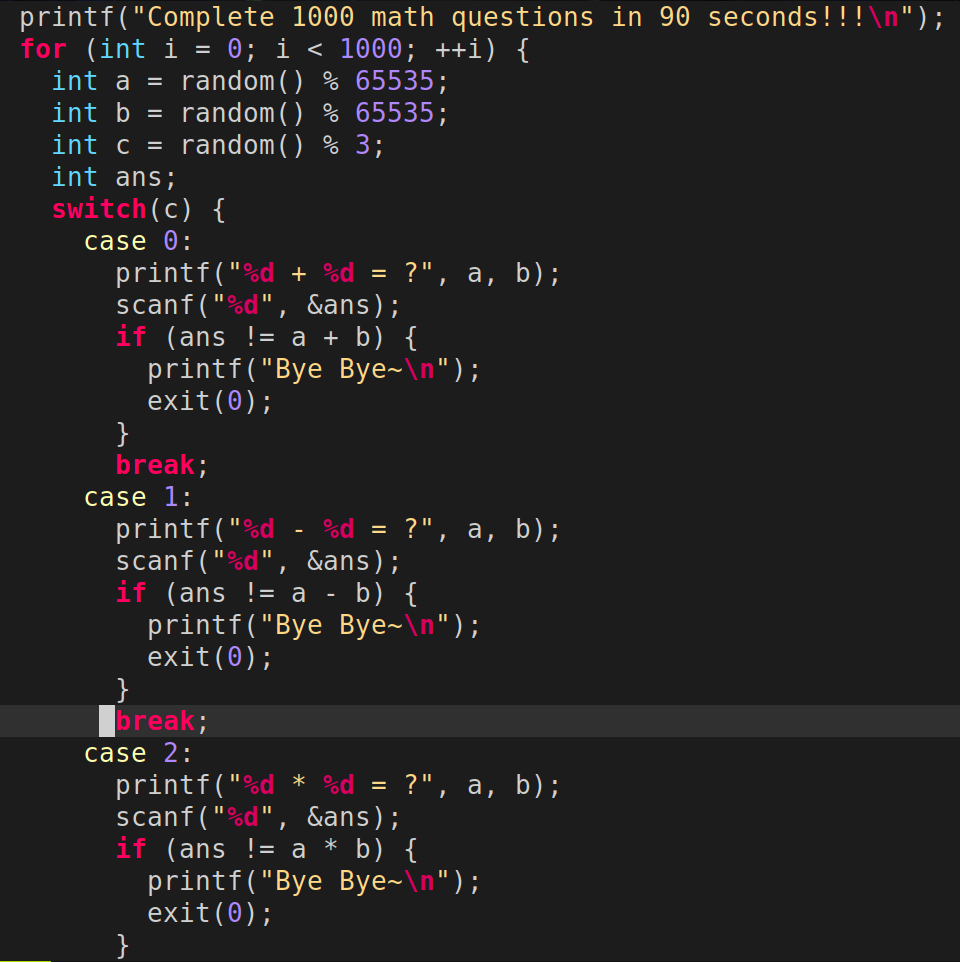 printf("Complete 1000 math questions in 90 seconds!!!\n");
for (int i = 0; i < 1000; ++i) {
  int a = random() % 65535;
  int b = random() % 65535;
  int c = random() % 3;
  int ans;
  switch(c) {
    case 0:
      printf("%d + %d = ?", a, b);
      scanf("%d", &ans);
      if (ans != a + b) {
        printf("Bye Bye~\n");
        exit(0);
      }
      break;
    case 1:
      printf("%d - %d = ?", a, b);
      scanf("%d", &ans);
      if (ans != a - b) {
        printf("Bye Bye~\n");
        exit(0);
      }
      break;
    case 2:
      printf("%d * %d = ?", a, b);
      scanf("%d", &ans);
      if (ans != a * b) {
        printf("Bye Bye~\n");
        exit(0);
      }